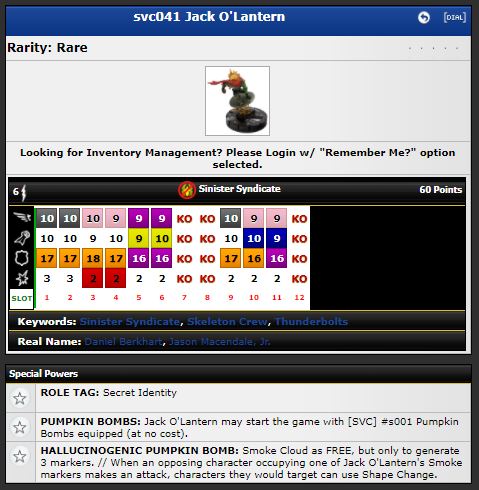 svc041 Jack O'Lantern
[DIAL]
Rarity: Rare
Looking for Inventory Management? Please Login w/ "Remember Me?" option
selected.
6 Sinister Syndicate 60 Points
10 10 10 9 9 9 KO KO 10 9 9 KO
10 10 9 10 9 10 KO KO 10 10 9 KO
17 17 18 17 16 16 KO KO 17 16 16 KO
3 3 2 2 2 2 KO KO 3 3 2 KO
SLOT 1 2 3 4 5 6 7 8 9 10 11 12
Keywords: Sinister Syndicate, Skeleton Crew, Thunderbolts
Real Name: Daniel Berkhart, Jason Macendale, Jr.
Special Powers
ROLE TAG: Secret Identity
PUMPKIN BOMBS: Jack O'Lantern may start the game with [SVC] #s001 Pumpkin
Bombs equipped (at no cost).
HALLUCINOGENIC PUMPKIN BOMB: Smoke Cloud as FREE, but only to generate
3 markers. // When an opposing character occupying one of Jack O'Lantern's Smoke
markers makes an attack, characters they would target can use Shape Change.